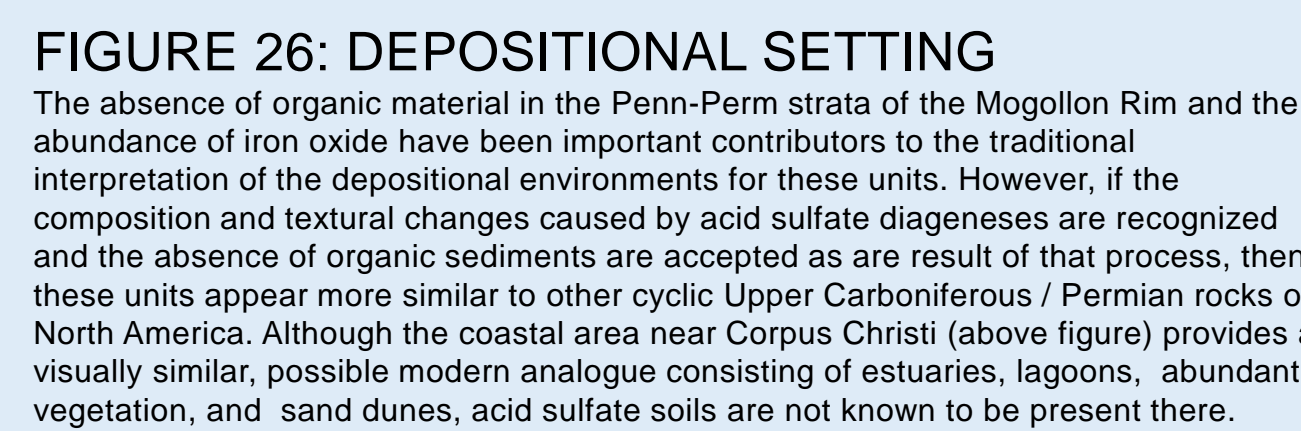 FIGURE 26: DEPOSITIONAL SETTING
The absence of organic material in the Penn-Perm strata of the Mogollon Rim and the
abundance of iron oxide have been important contributors to the traditional
interpretation of the depositional environments for these units. However, if the
composition and textural changes caused by acid sulfate diageneses are recognized
and the absence of organic sediments are accepted as are result of that process, then
these units appear more similar to other cyclic Upper Carboniferous / Permian rocks o
North America. Although the coastal area near Corpus Christi (above figure) provides a
visually similar, possible modern analogue consisting of estuaries, lagoons, abundant
vegetation, and sand dunes, acid sulfate soils are not known to be present there.